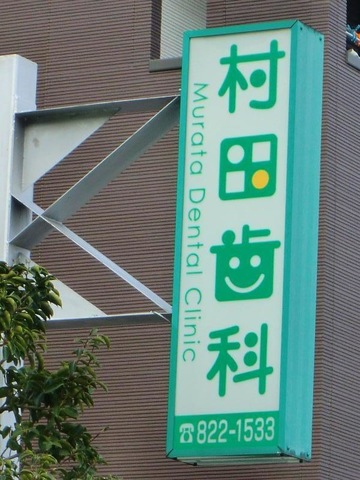 村田歯科
Murata Dental Clinic
☎822-1533